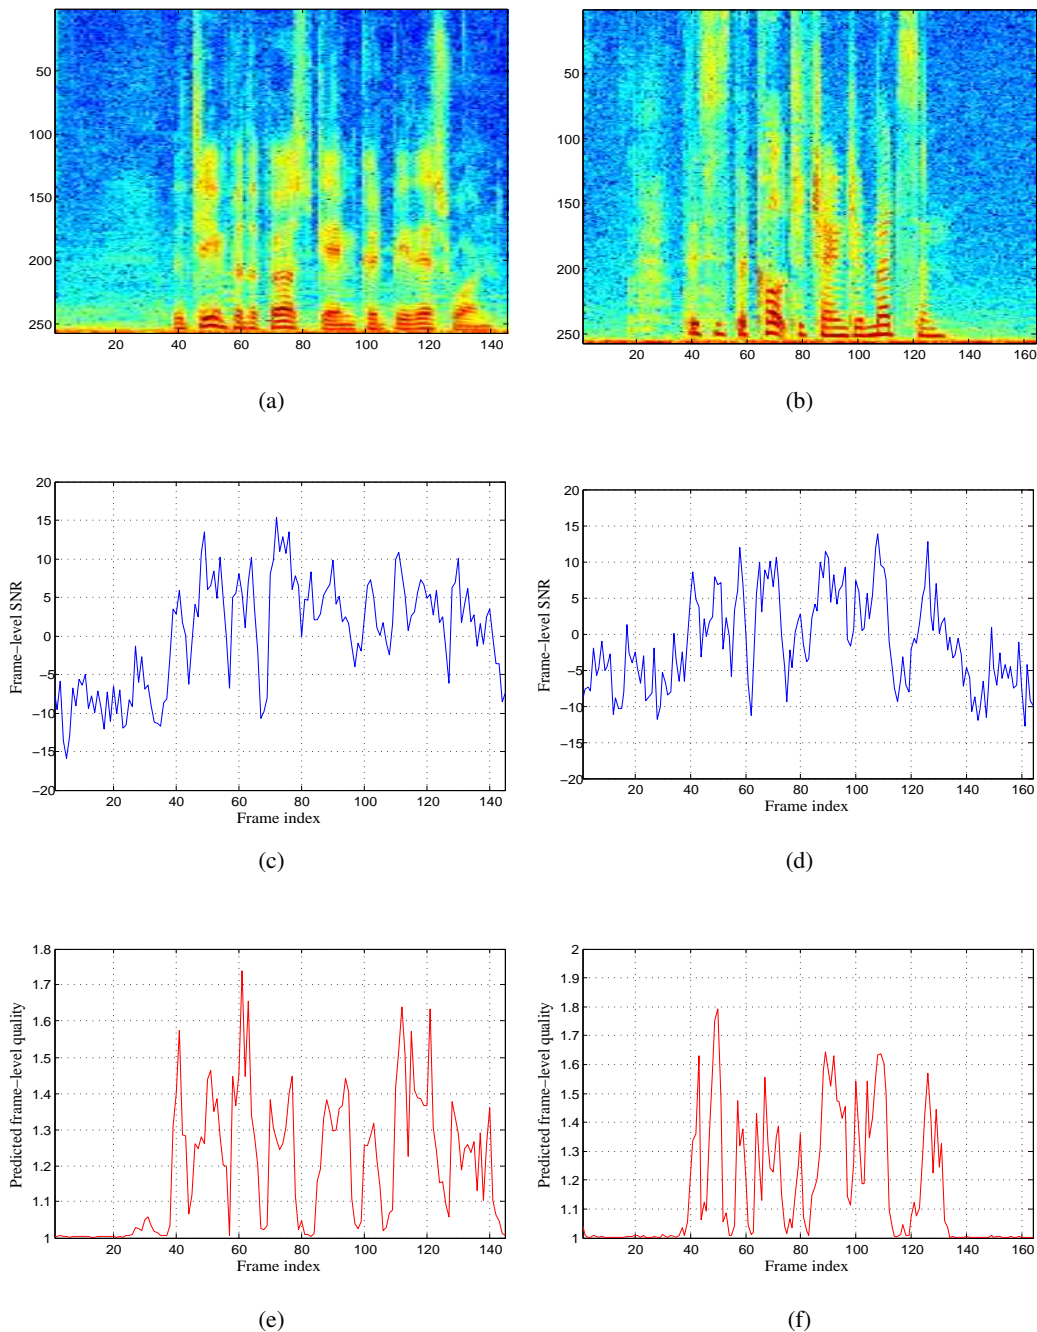 50
100
150
200
250
20 40 60 80 100 120 140
(a)
50
100
150
200
250
20 40 60 80 100 120 140 160
(b)
20
15
10
5
0
−5
−10
−15
−20
Frame−level SNR
20 40 60 80 100 120 140
Frame index
(c)
20
15
10
5
0
−5
−10
−15
−20
Frame−level SNR
20 40 60 80 100 120 140 160
Frame index
(d)
1.8
1.7
1.6
1.5
1.4
1.3
1.2
1.1
1
Predicted frame−level quality
20 40 60 80 100 120 140
Frame index
(e)
2
1.9
1.8
1.7
1.6
1.5
1.4
1.3
1.2
1.1
1
Predicted frame−level quality
20 40 60 80 100 120 140 160
Frame index
(f)